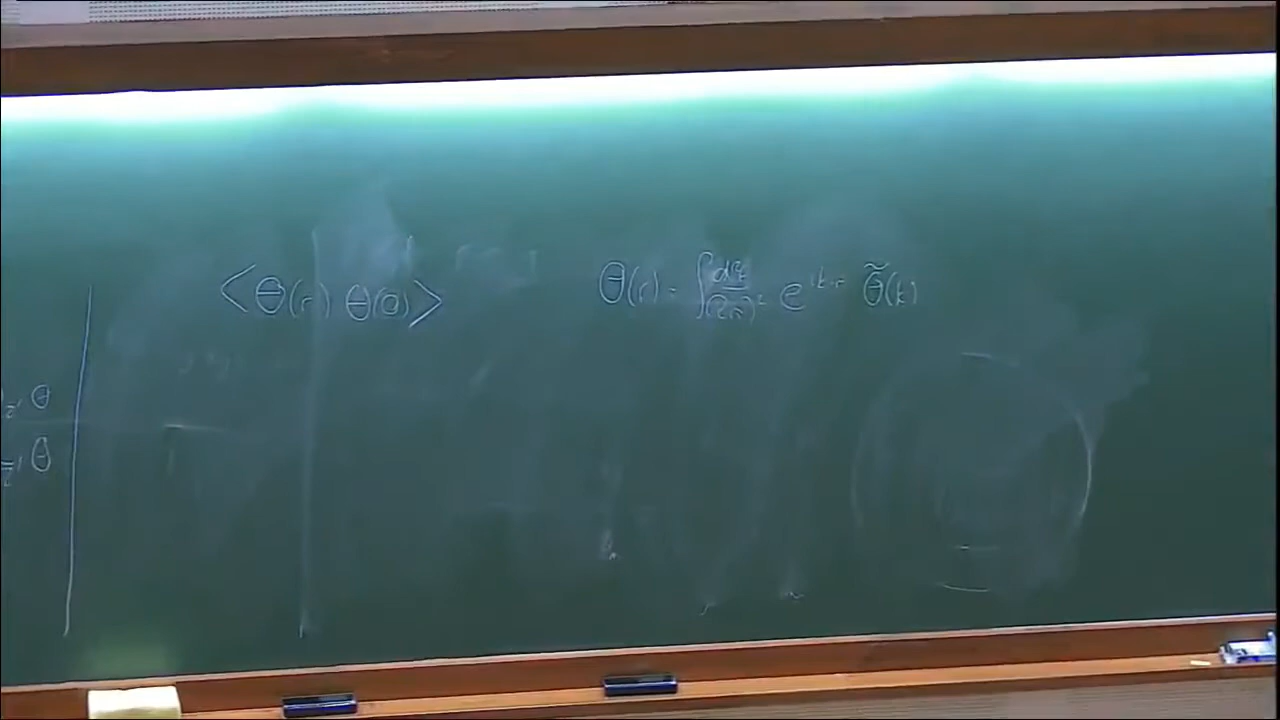 <θ(r) θ(0)>
θ(r) = ∫ d²k/(2π)² e^{ik·r} θ̃(k)
, θ
, θ